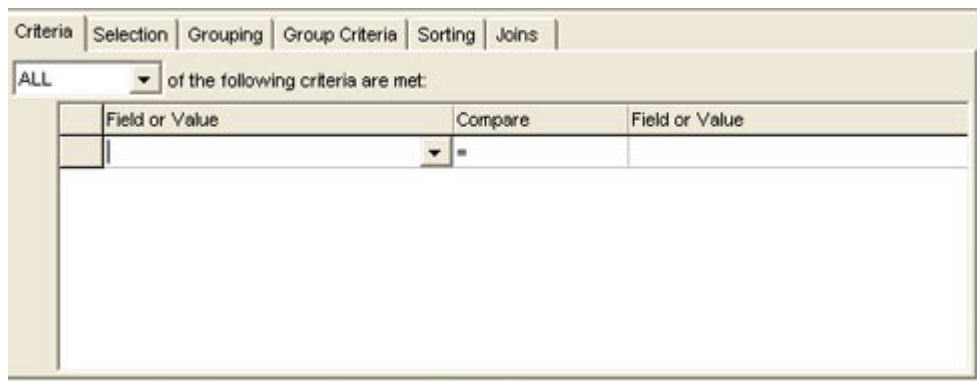 Criteria Selection Grouping Group Criteria Sorting Joins
ALL of the following criteria are met:
Field or Value Compare Field or Value
=